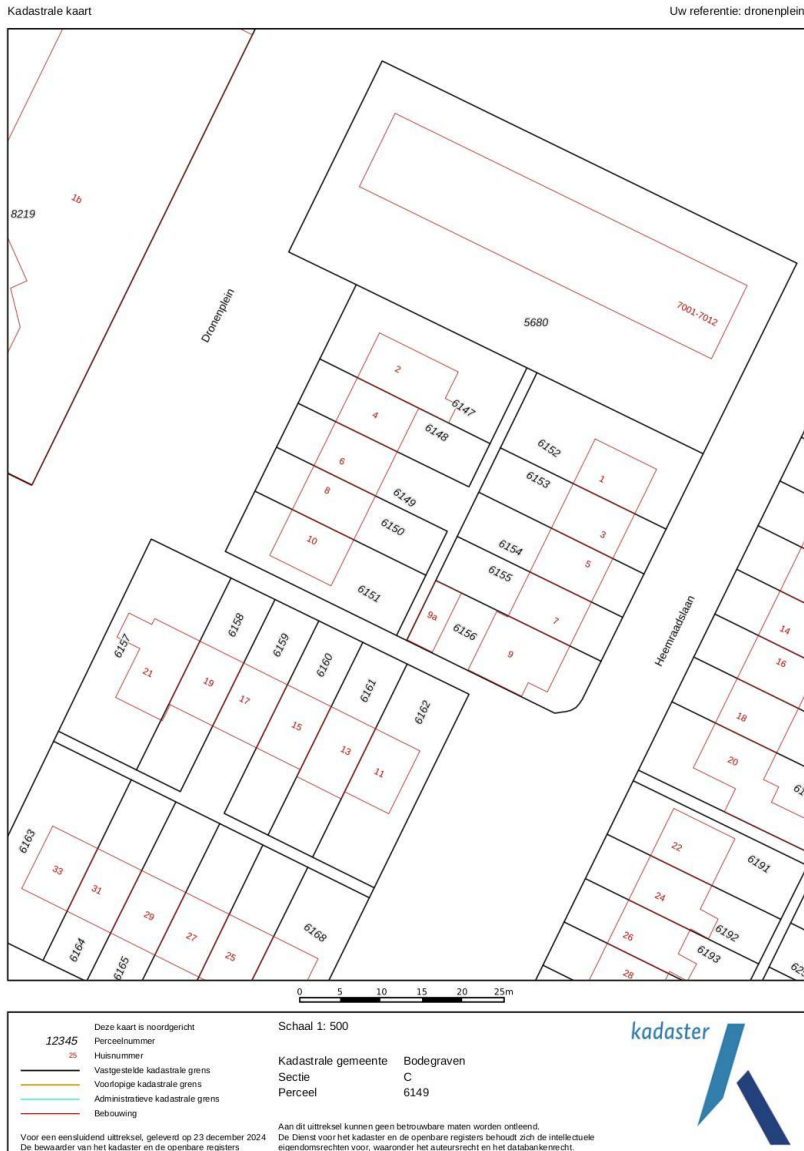 Kadastrale kaart
Uw referentie: dronenplein
8219
1b
Dronenplein
5680
7001-7012
2
6147
4
6148
6
6149
8
6150
10
6151
6152
1
6153
3
6154
5
6155
7
9a
6156
9
Heemraadslaan
14
16
18
20
6157
21
6158
19
6159
17
6160
15
6161
13
6162
11
6163
33
31
29
27
25
6164
6165
6168
22
6191
24
6192
26
6193
28
0 5 10 15 20 25m
Deze kaart is noordgericht
12345 Perceelnummer
25 Huisnummer
Vastgestelde kadastrale grens
Voorlopige kadastrale grens
Administratieve kadastrale grens
Bebouwing
Voor een eensluidend uittreksel, geleverd op 23 december 2024
De bewaarder van het kadaster en de openbare registers
Schaal 1: 500
Kadastrale gemeente Bodegraven
Sectie C
Perceel 6149
Aan dit uittreksel kunnen geen betrouwbare maten worden ontleend.
De Dienst voor het kadaster en de openbare registers behoudt zich de intellectuele
eigendomsrechten voor, waaronder het auteursrecht en het databankenrecht.
kadaster